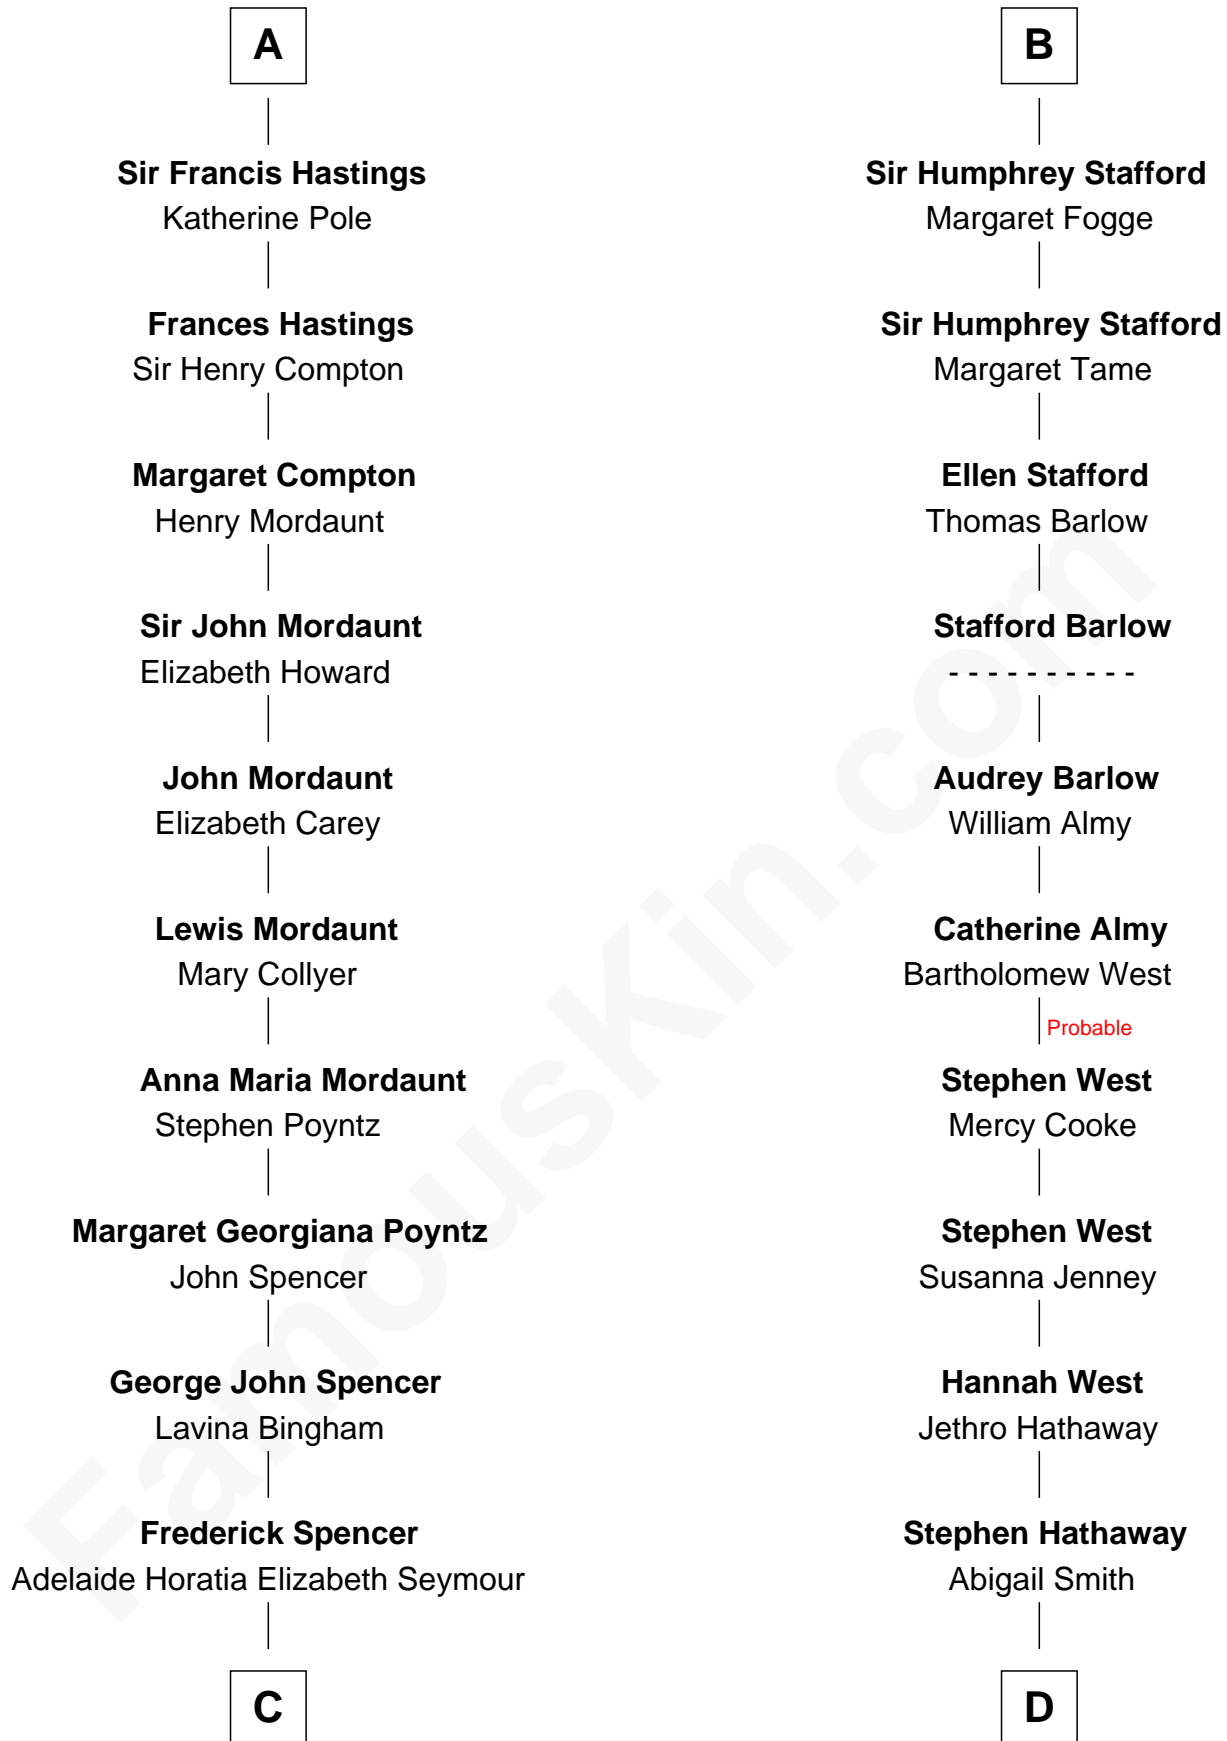 A
Sir Francis Hastings
Katherine Pole
Frances Hastings
Sir Henry Compton
Margaret Compton
Henry Mordaunt
Sir John Mordaunt
Elizabeth Howard
John Mordaunt
Elizabeth Carey
Lewis Mordaunt
Mary Collyer
Anna Maria Mordaunt
Stephen Poyntz
Margaret Georgiana Poyntz
John Spencer
George John Spencer
Lavina Bingham
Frederick Spencer
Adelaide Horatia Elizabeth Seymour
C
B
Sir Humphrey Stafford
Margaret Fogge
Sir Humphrey Stafford
Margaret Tame
Ellen Stafford
Thomas Barlow
Stafford Barlow
- - - - - - - - - -
Audrey Barlow
William Almy
Catherine Almy
Bartholomew West
Probable
Stephen West
Mercy Cooke
Stephen West
Susanna Jenney
Hannah West
Jethro Hathaway
Stephen Hathaway
Abigail Smith
D
FamousKin.com